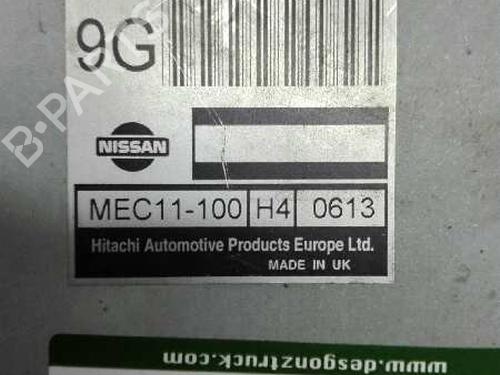 9G
NISSAN
MEC11-100 H4 0613
Hitachi Automotive Products Europe Ltd.
MADE IN UK
www.desgonztruck.com
B-PARTS